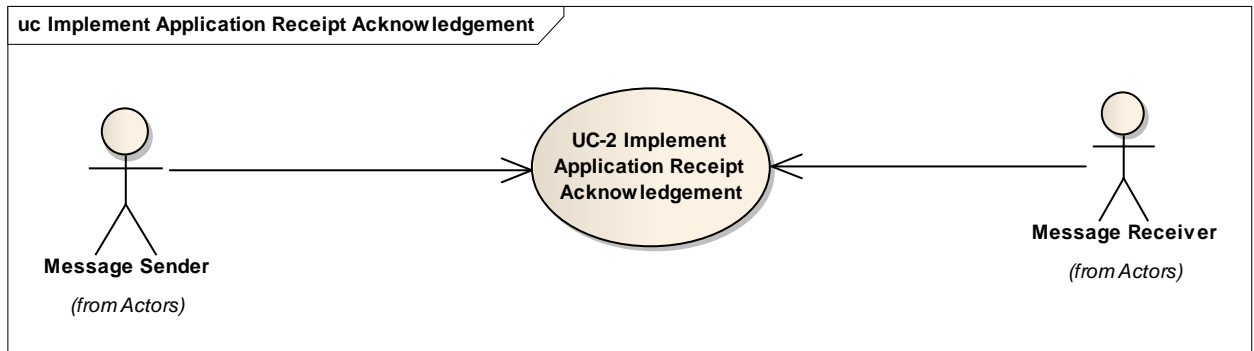 uc Implement Application Receipt Acknowledgement
UC-2 Implement
Application Receipt
Acknowledgement
Message Sender
(from Actors)
Message Receiver
(from Actors)